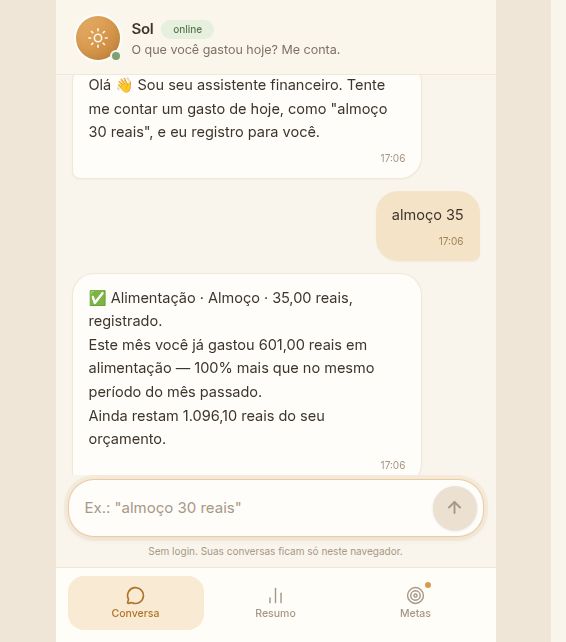 Sol online
O que você gastou hoje? Me conta.
Olá 👋 Sou seu assistente financeiro. Tente
me contar um gasto de hoje, como "almoço
30 reais", e eu registro para você.
17:06
almoço 35
17:06
✅ Alimentação · Almoço · 35,00 reais,
registrado.
Este mês você já gastou 601,00 reais em
alimentação — 100% mais que no mesmo
período do mês passado.
Ainda restam 1.096,10 reais do seu
orçamento.
17:06
Ex.: "almoço 30 reais"
Sem login. Suas conversas ficam só neste navegador.
Conversa Resumo Metas